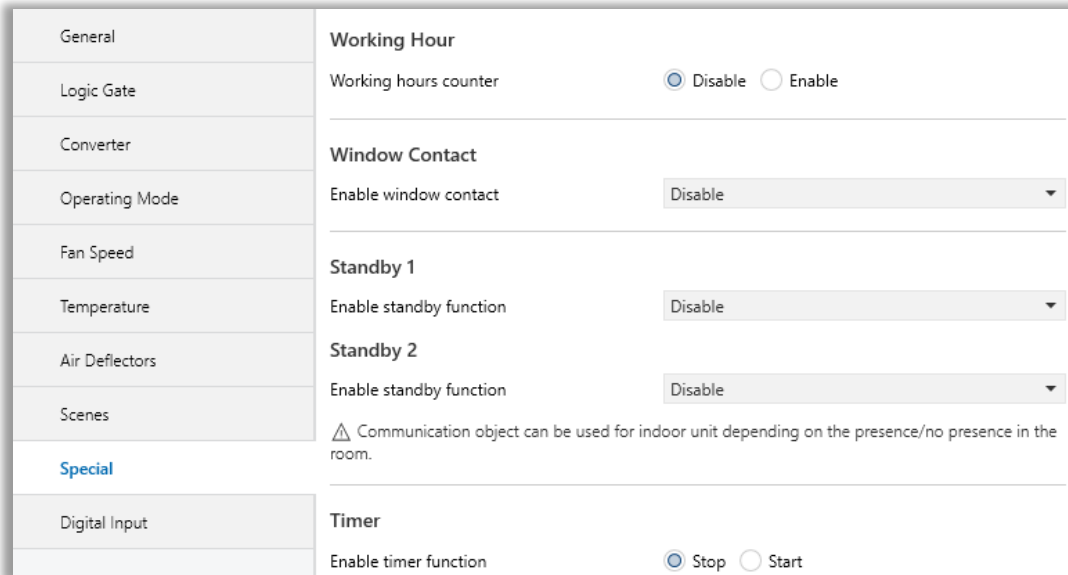 General
Logic Gate
Converter
Operating Mode
Fan Speed
Temperature
Air Deflectors
Scenes
Special
Digital Input
Working Hour
Working hours counter Disable Enable
Window Contact
Enable window contact Disable
Standby 1
Enable standby function Disable
Standby 2
Enable standby function Disable
Communication object can be used for indoor unit depending on the presence/no presence in the
room.
Timer
Enable timer function Stop Start